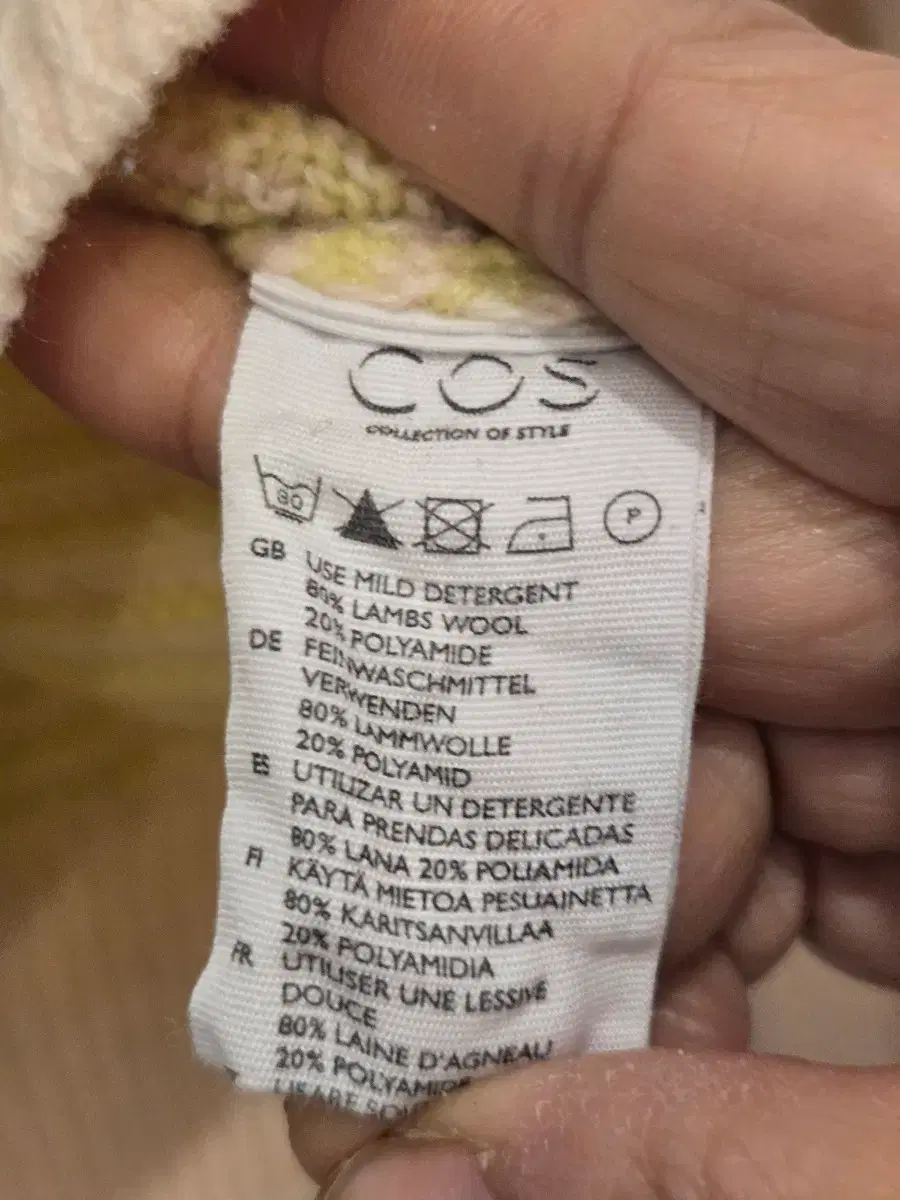 COS
COLLECTION OF STYLE
P
GB USE MILD DETERGENT
80% LAMBS WOOL
20% POLYAMIDE
DE FEINWASCHMITTEL
VERWENDEN
80% LAMMWOLLE
20% POLYAMID
ES UTILIZAR UN DETERGENTE
PARA PRENDAS DELICADAS
80% LANA 20% POLIAMIDA
FI KÄYTÄ MIETOA PESUAINETTA
80% KARITSANVILLAA
20% POLYAMIDIA
FR UTILISER UNE LESSIVE
DOUCE
80% LAINE D'AGNEAU
20% POLYAMIDE